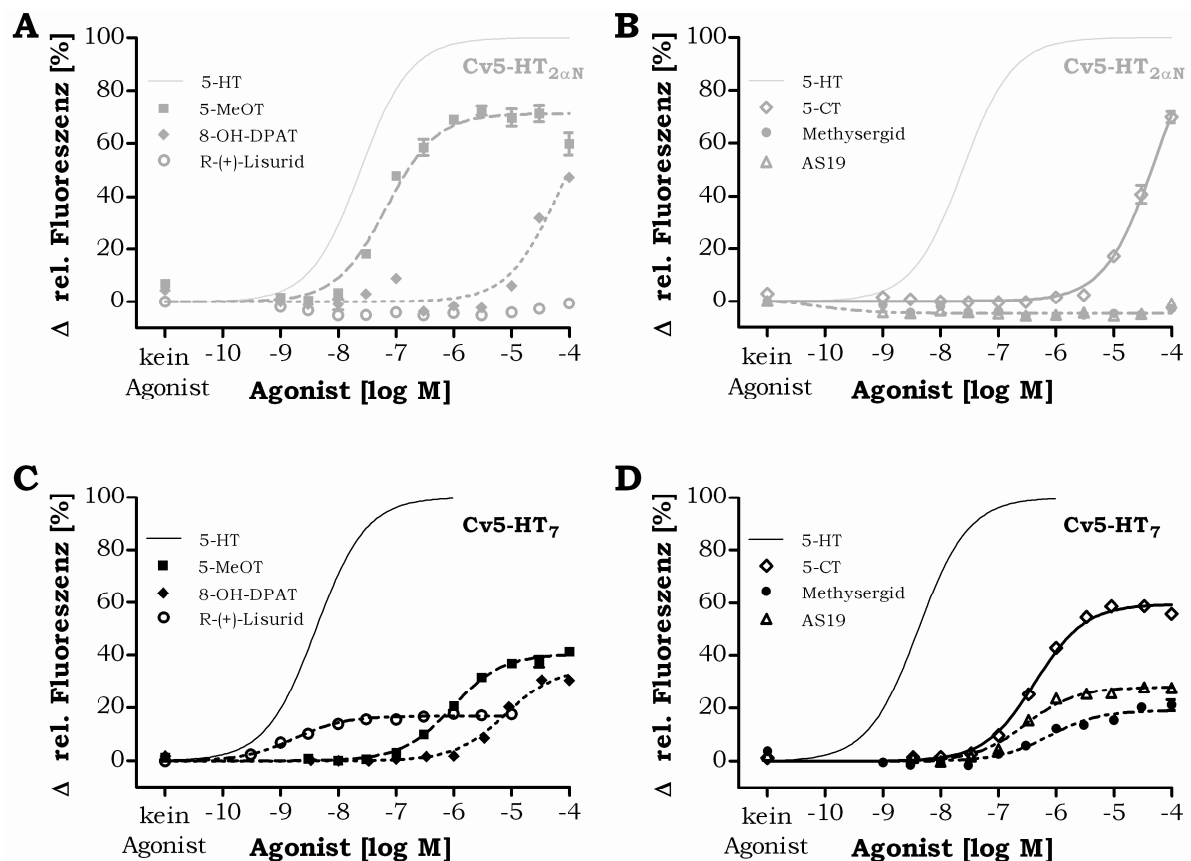 A
Δ rel. Fluoreszenz [%]
100
80
60
40
20
0
5-HT
5-MeOT
8-OH-DPAT
R-(+)-Lisurid
Cv5-HT2αN
kein Agonist
-10
-9
-8
-7
-6
-5
-4
Agonist [log M]
B
Δ rel. Fluoreszenz [%]
100
80
60
40
20
0
5-HT
5-CT
Methysergid
AS19
Cv5-HT2αN
kein Agonist
-10
-9
-8
-7
-6
-5
-4
Agonist [log M]
C
Δ rel. Fluoreszenz [%]
100
80
60
40
20
0
5-HT
5-MeOT
8-OH-DPAT
R-(+)-Lisurid
Cv5-HT7
kein Agonist
-10
-9
-8
-7
-6
-5
-4
Agonist [log M]
D
Δ rel. Fluoreszenz [%]
100
80
60
40
20
0
5-HT
5-CT
Methysergid
AS19
Cv5-HT7
kein Agonist
-10
-9
-8
-7
-6
-5
-4
Agonist [log M]